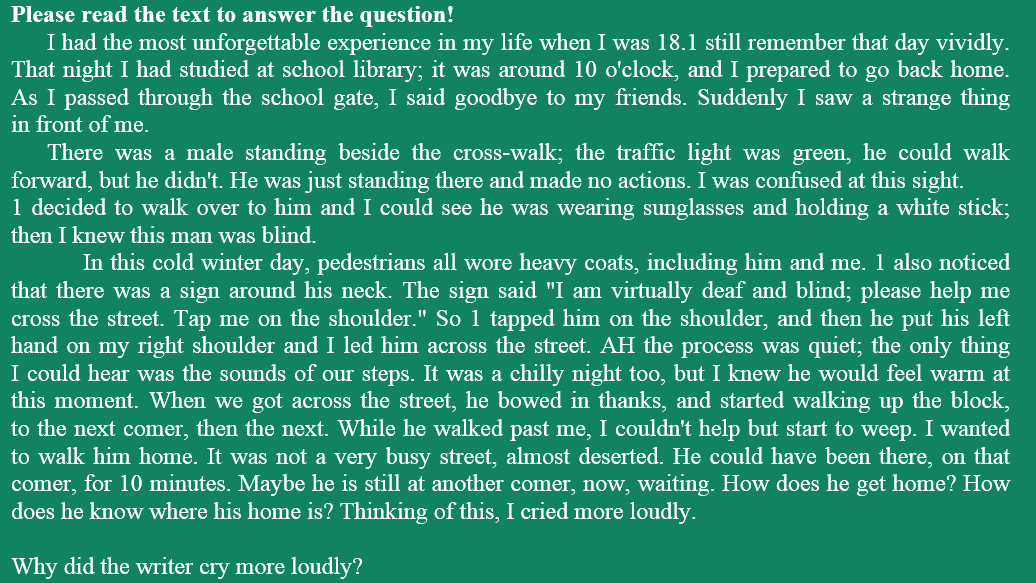 Please read the text to answer the question!
I had the most unforgettable experience in my life when I was 18.1 still remember that day vividly.
That night I had studied at school library; it was around 10 o'clock, and I prepared to go back home.
As I passed through the school gate, I said goodbye to my friends. Suddenly I saw a strange thing
in front of me.
There was a male standing beside the cross-walk; the traffic light was green, he could walk
forward, but he didn't. He was just standing there and made no actions. I was confused at this sight.
1 decided to walk over to him and I could see he was wearing sunglasses and holding a white stick;
then I knew this man was blind.
In this cold winter day, pedestrians all wore heavy coats, including him and me. 1 also noticed
that there was a sign around his neck. The sign said "I am virtually deaf and blind; please help me
cross the street. Tap me on the shoulder." So 1 tapped him on the shoulder, and then he put his left
hand on my right shoulder and I led him across the street. AH the process was quiet; the only thing
I could hear was the sounds of our steps. It was a chilly night too, but I knew he would feel warm at
this moment. When we got across the street, he bowed in thanks, and started walking up the block,
to the next comer, then the next. While he walked past me, I couldn't help but start to weep. I wanted
to walk him home. It was not a very busy street, almost deserted. He could have been there, on that
comer, for 10 minutes. Maybe he is still at another comer, now, waiting. How does he get home? How
does he know where his home is? Thinking of this, I cried more loudly.
Why did the writer cry more loudly?